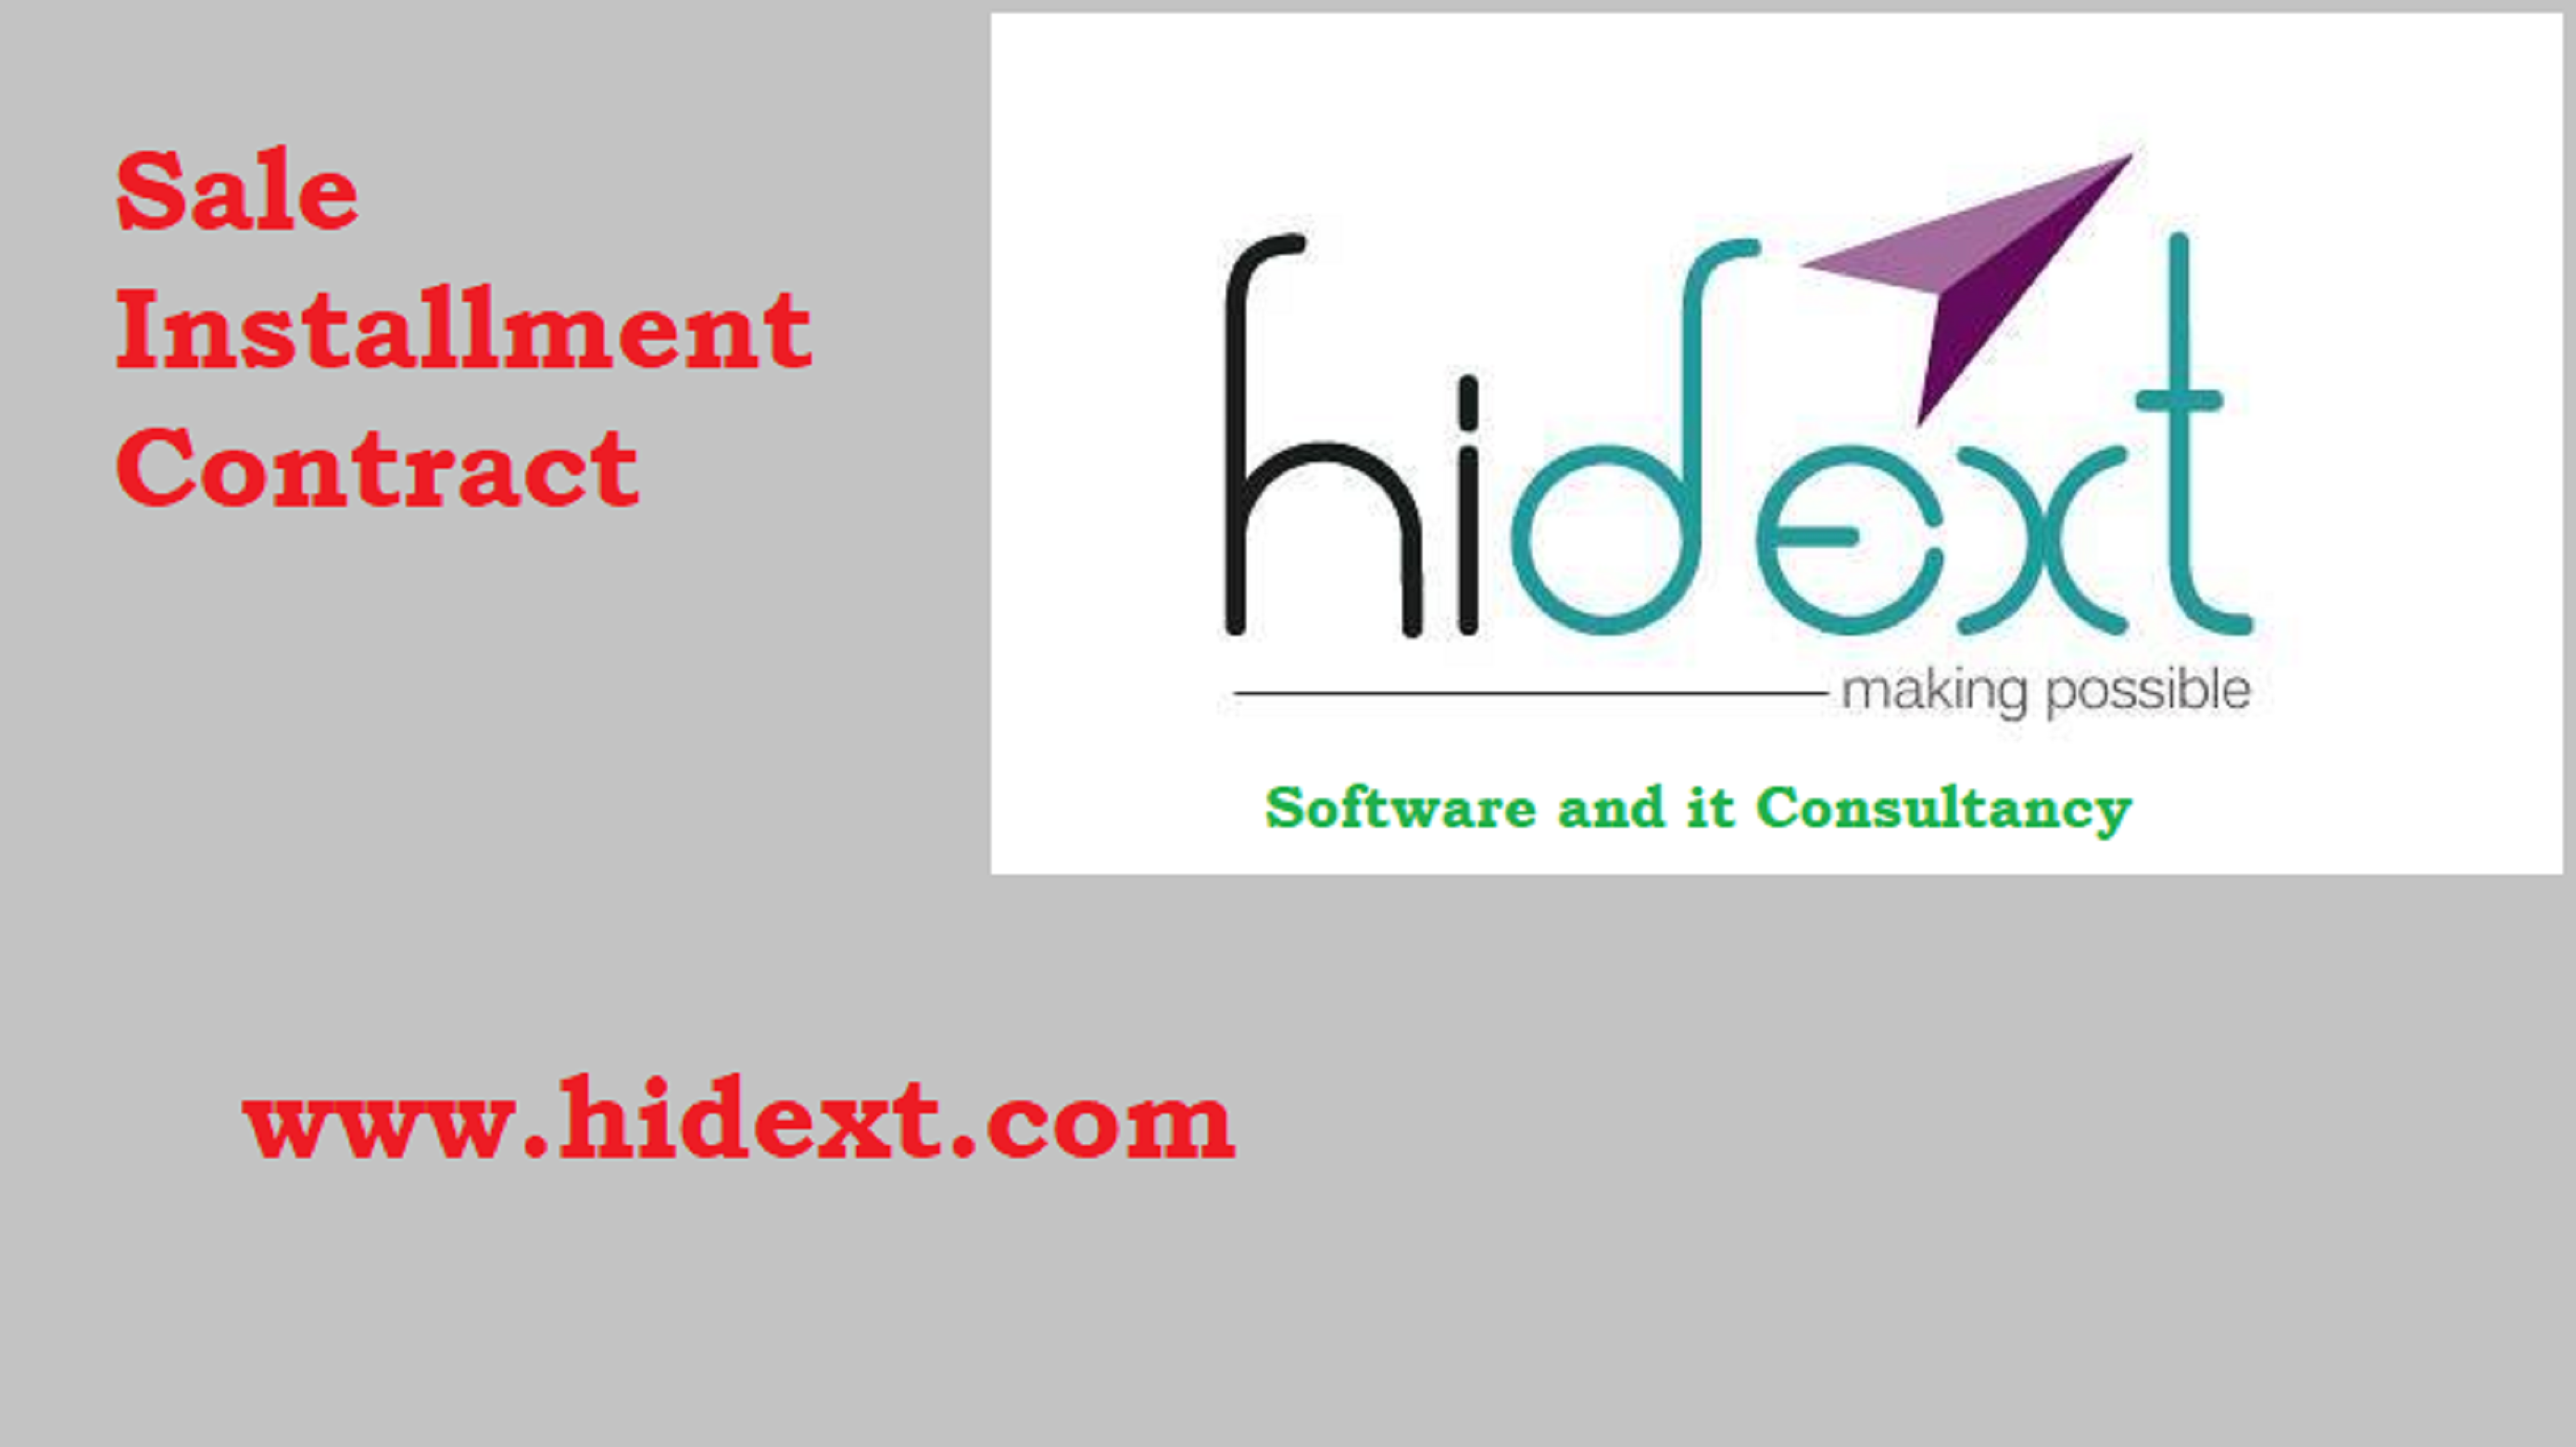 Sale
Installment
Contract
hidext
making possible
Software and it Consultancy
www.hidext.com